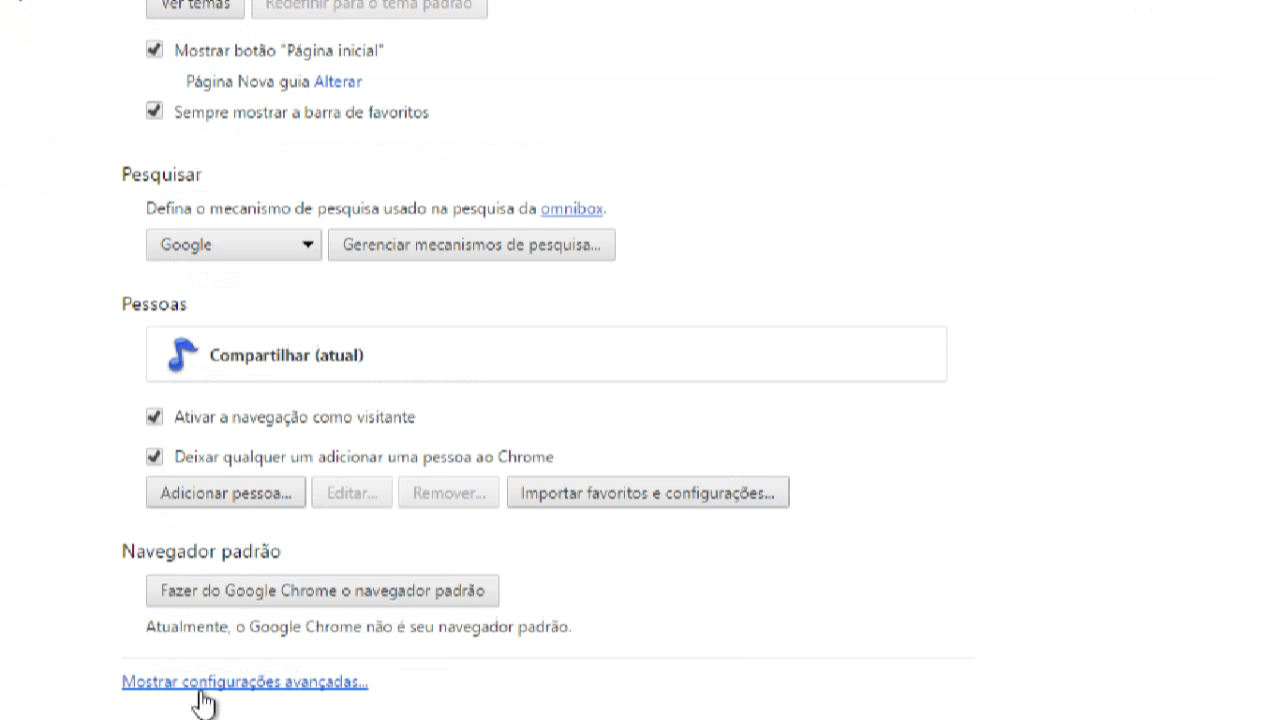 Ver temas Redefinir para o tema padrão
Mostrar botão "Página inicial"
Página Nova guia Alterar
Sempre mostrar a barra de favoritos
Pesquisar
Defina o mecanismo de pesquisa usado na pesquisa da omnibox.
Google Gerenciar mecanismos de pesquisa...
Pessoas
Compartilhar (atual)
Ativar a navegação como visitante
Deixar qualquer um adicionar uma pessoa ao Chrome
Adicionar pessoa... Editar... Remover... Importar favoritos e configurações...
Navegador padrão
Fazer do Google Chrome o navegador padrão
Atualmente, o Google Chrome não é seu navegador padrão.
Mostrar configurações avançadas...